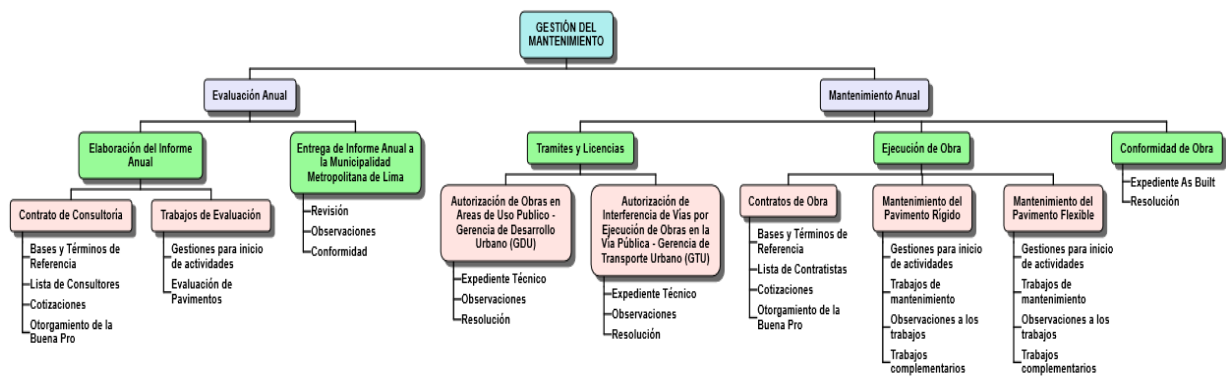 GESTIÓN DEL
MANTENIMIENTO
Evaluación Anual
Mantenimiento Anual
Elaboración del Informe
Anual
Entrega de Informe Anual a
la Municipalidad
Metropolitana de Lima
Revisión
Observaciones
Conformidad
Contrato de Consultoría
Bases y Términos de
Referencia
Lista de Consultores
Cotizaciones
Otorgamiento de la
Buena Pro
Trabajos de Evaluación
Gestiones para inicio
de actividades
Evaluación de
Pavimentos
Tramites y Licencias
Autorización de Obras en
Areas de Uso Publico -
Gerencia de Desarrollo
Urbano (GDU)
Expediente Técnico
Observaciones
Resolución
Autorización de
Interferencia de Vías por
Ejecución de Obras en la
Vía Pública - Gerencia de
Transporte Urbano (GTU)
Expediente Técnico
Observaciones
Resolución
Ejecución de Obra
Contratos de Obra
Bases y Términos de
Referencia
Lista de Contratistas
Cotizaciones
Otorgamiento de la
Buena Pro
Mantenimiento del
Pavimento Rígido
Gestiones para inicio
de actividades
Trabajos de
mantenimiento
Observaciones a los
trabajos
Trabajos
complementarios
Mantenimiento del
Pavimento Flexible
Gestiones para inicio
de actividades
Trabajos de
mantenimiento
Observaciones a los
trabajos
Trabajos
complementarios
Conformidad de Obra
Expediente As Built
Resolución